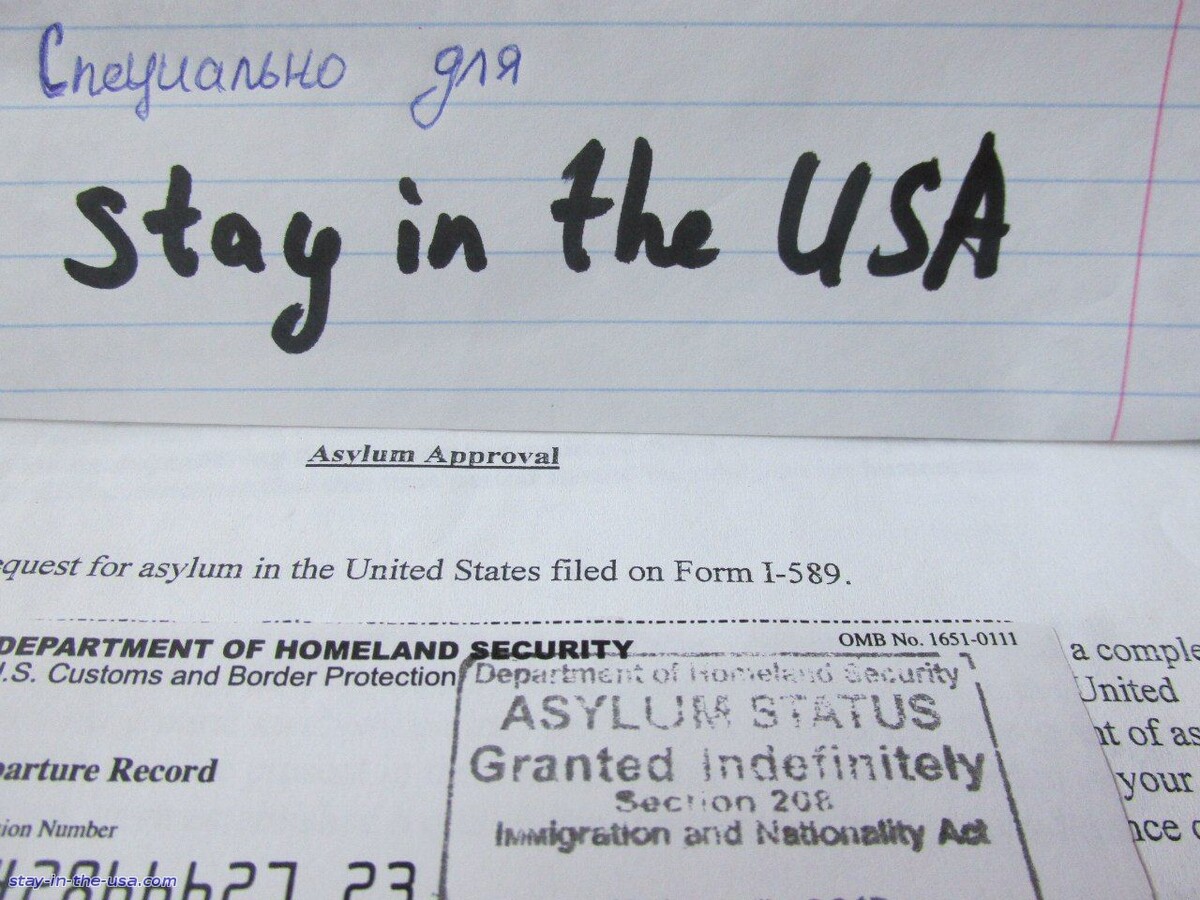 Специально для
Stay in the USA
Asylum Approval
equest for asylum in the United States filed on Form I-589.
DEPARTMENT OF HOMELAND SECURITY
OMB No. 1651-0111
.S. Customs and Border Protection
Department of Homeland Security
ASYLUM STATUS
Granted Indefinitely
Section 208
Immigration and Nationality Act
parture Record
ion Number
a comple
United
nt of as
your
nce
stay-in-the-usa.com